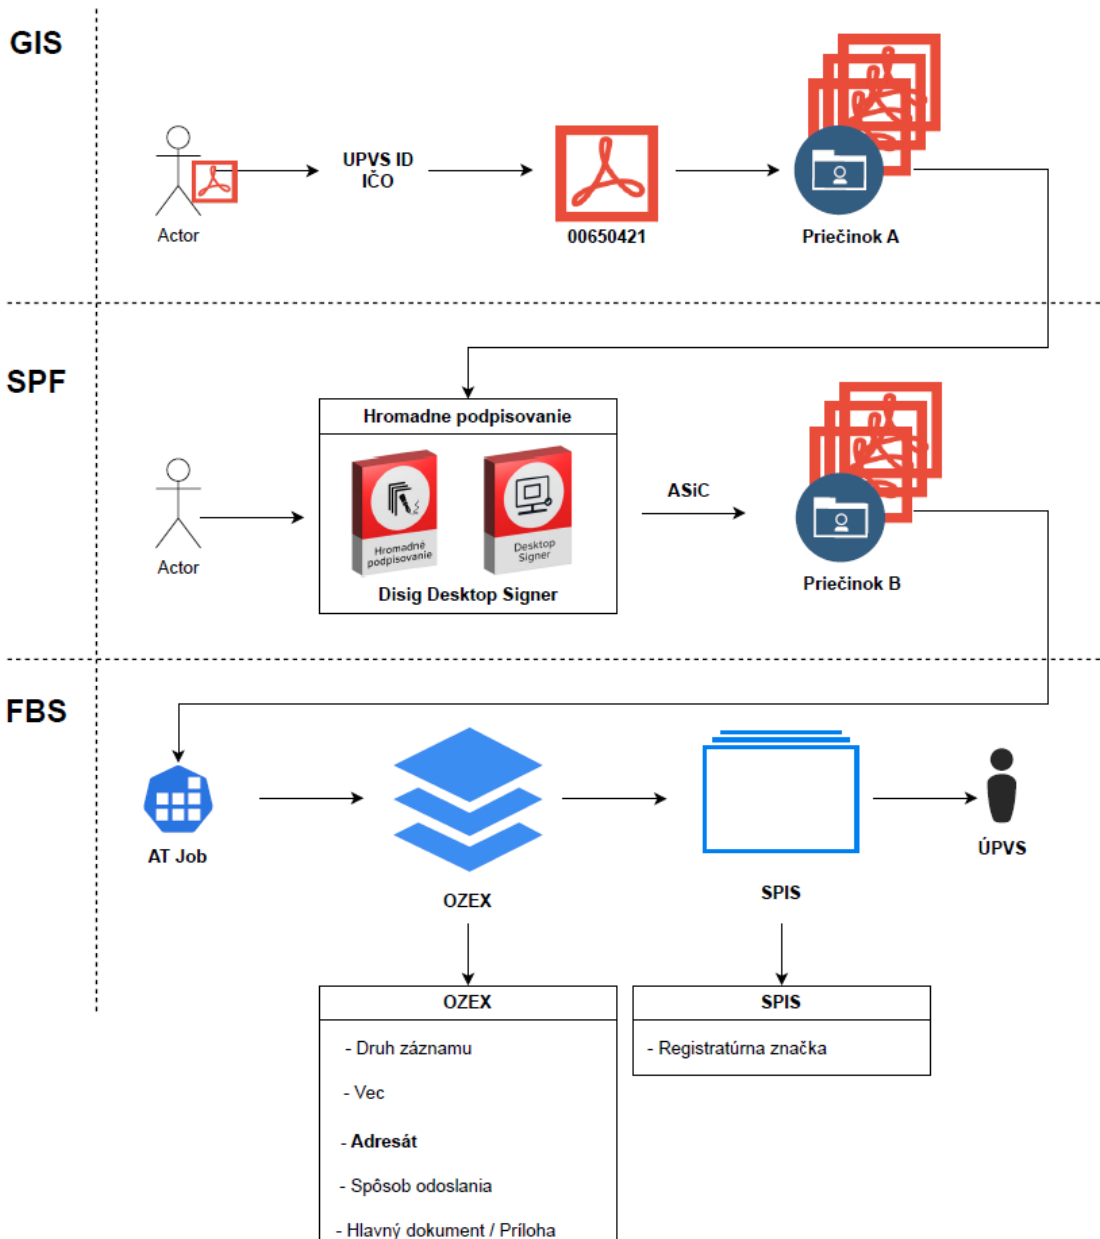 GIS
UPVS ID
IČO
Actor
00650421
Priečinok A
SPF
Hromadne podpisovanie
Hromadné
podpisovanie
Desktop
Signer
Disig Desktop Signer
ASiC
Actor
Priečinok B
FBS
AT Job
OZEX
SPIS
ÚPVS
OZEX
- Druh záznamu
- Vec
- Adresát
- Spôsob odoslania
- Hlavný dokument / Príloha
SPIS
- Registratúrna značka